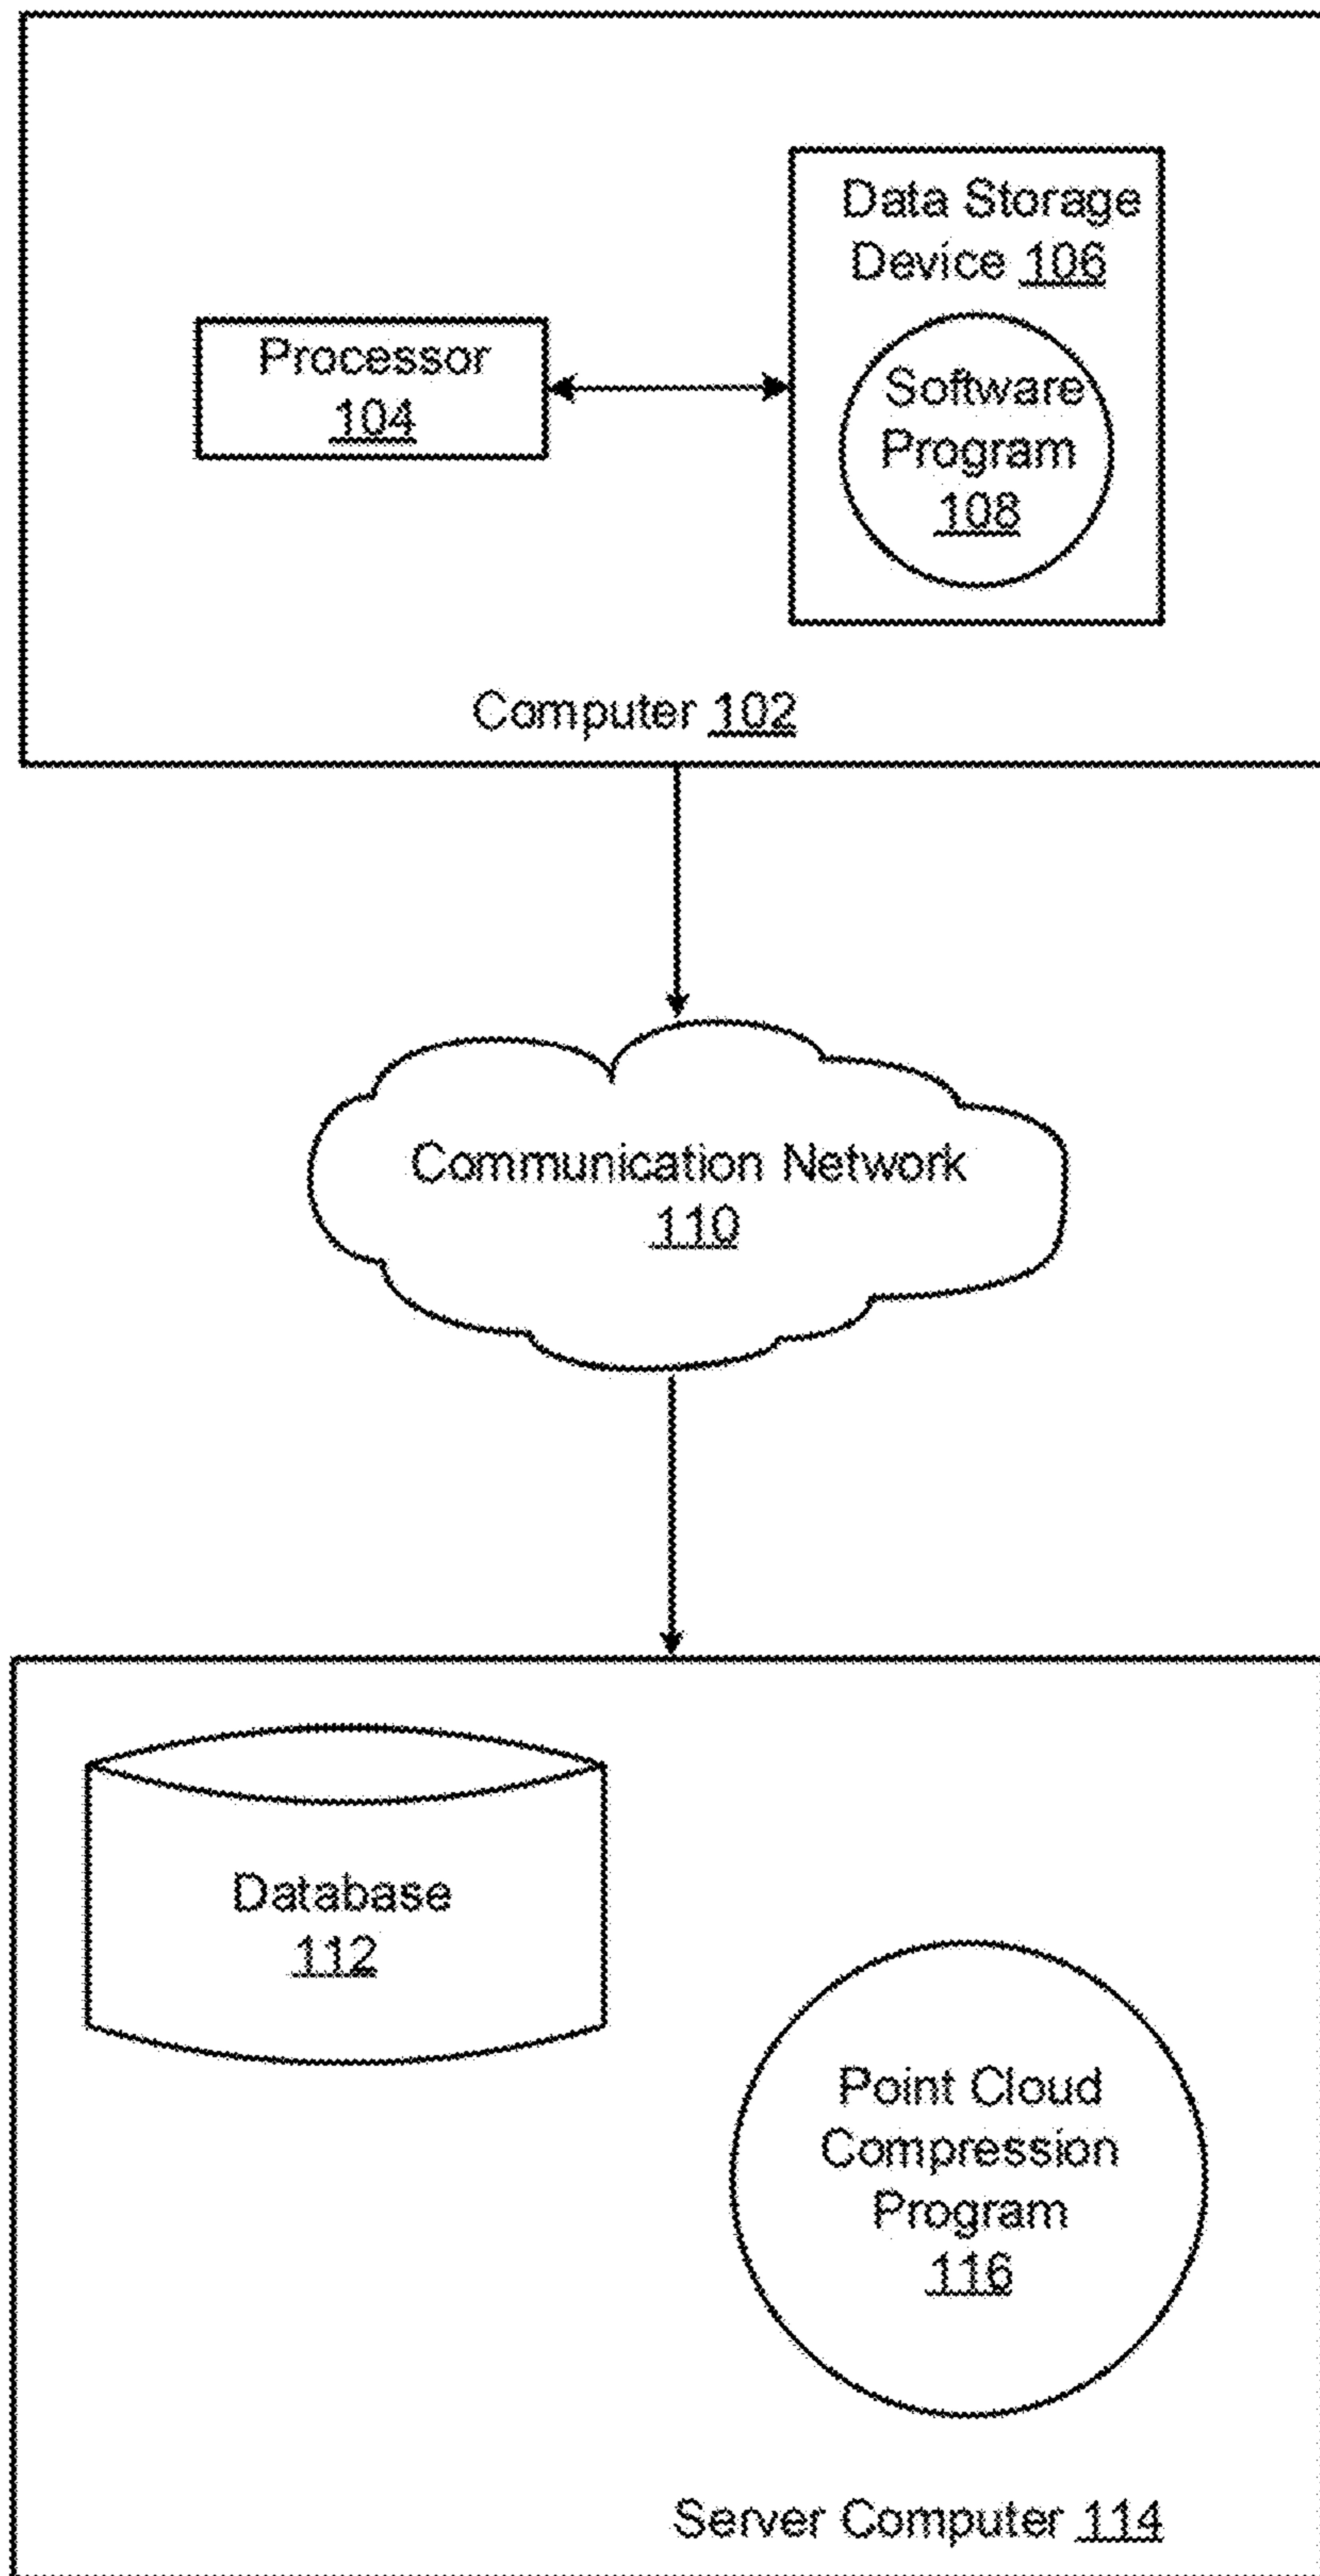 Data Storage
Device 106
Processor
104
Software
Program
108
Computer 102
Communication Network
110
Database
112
Point Cloud
Compression
Program
116
Server Computer 114